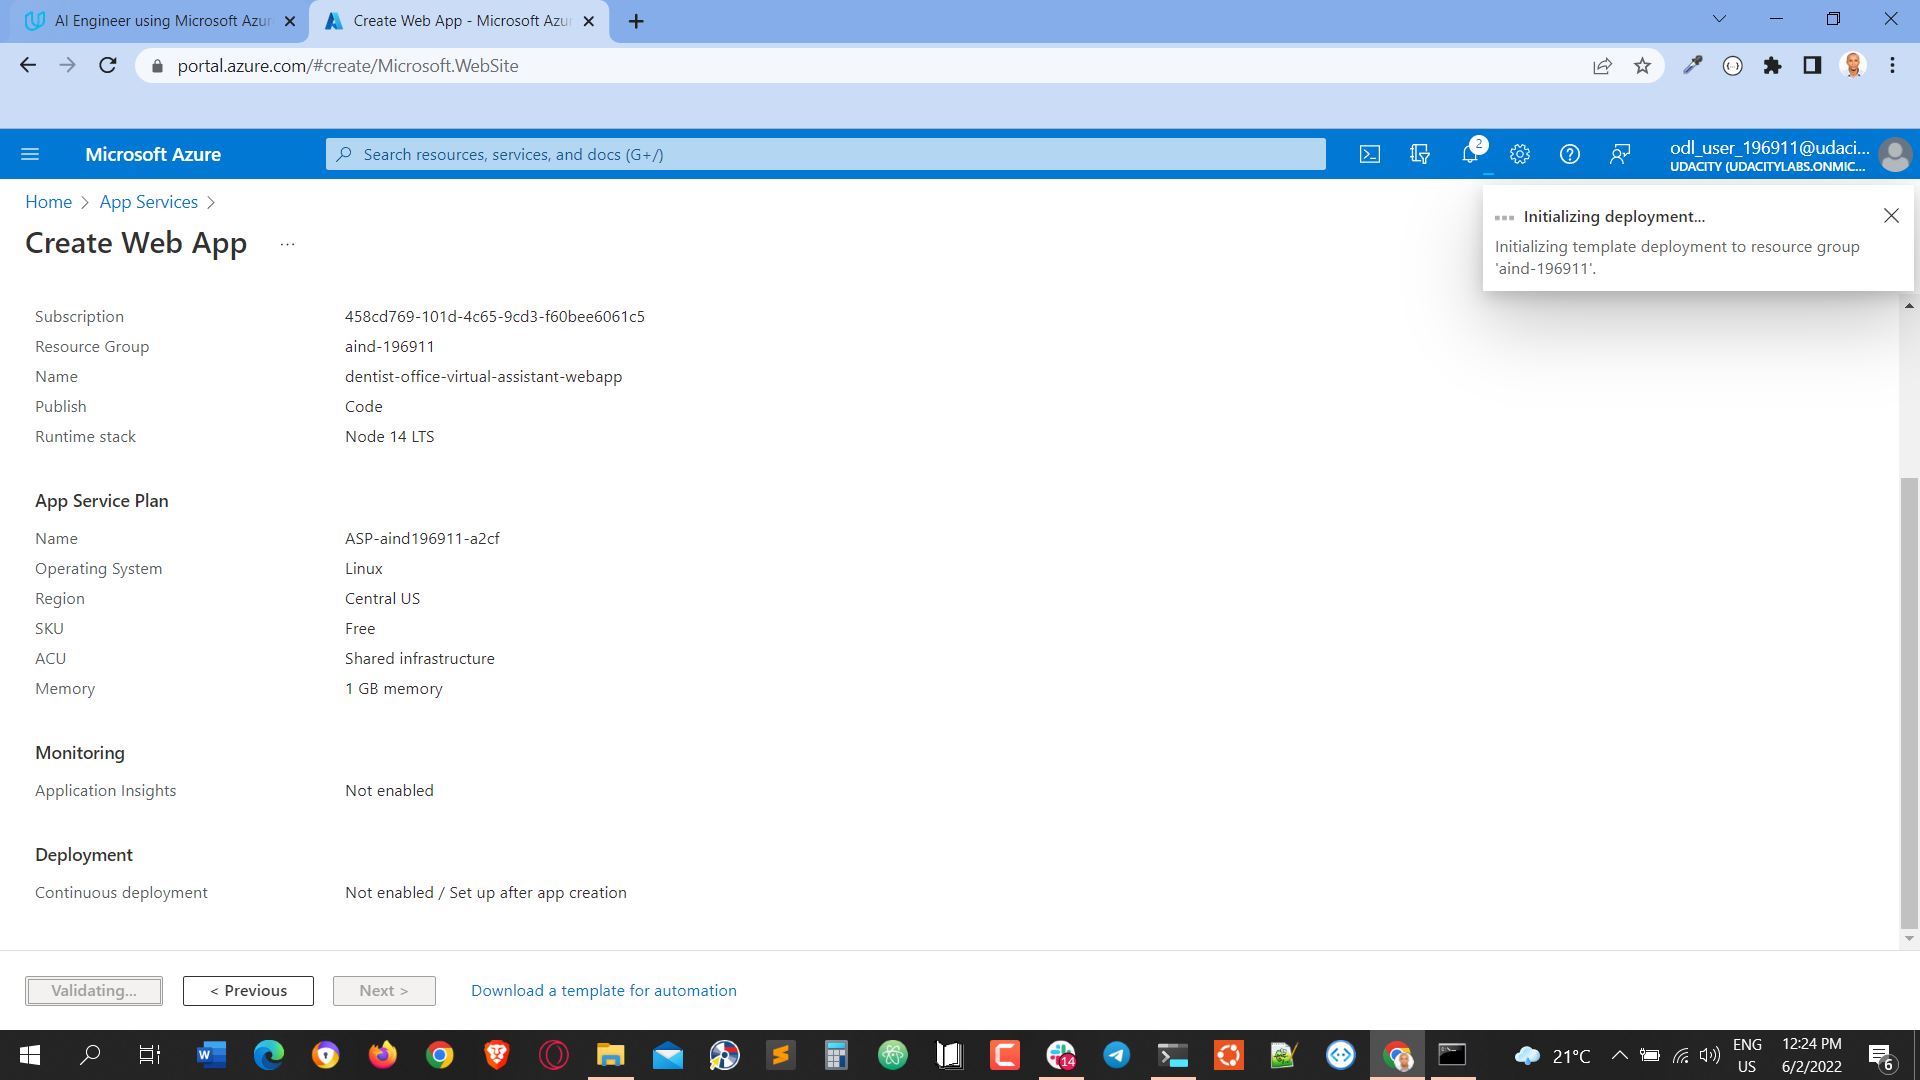 AI Engineer using Microsoft Azur
Create Web App - Microsoft Azur
portal.azure.com/#create/Microsoft.WebSite
Microsoft Azure
Search resources, services, and docs (G+/)
2
odl_user_196911@udaci...
UDACITY (UDACITYLABS.ONMIC...
Home > App Services >
Create Web App ...
Initializing deployment...
Initializing template deployment to resource group
'aind-196911'.
Subscription 458cd769-101d-4c65-9cd3-f60bee6061c5
Resource Group aind-196911
Name dentist-office-virtual-assistant-webapp
Publish Code
Runtime stack Node 14 LTS
App Service Plan
Name ASP-aind196911-a2cf
Operating System Linux
Region Central US
SKU Free
ACU Shared infrastructure
Memory 1 GB memory
Monitoring
Application Insights Not enabled
Deployment
Continuous deployment Not enabled / Set up after app creation
Validating... < Previous Next > Download a template for automation
14
21°C
ENG
US
12:24 PM
6/2/2022
6